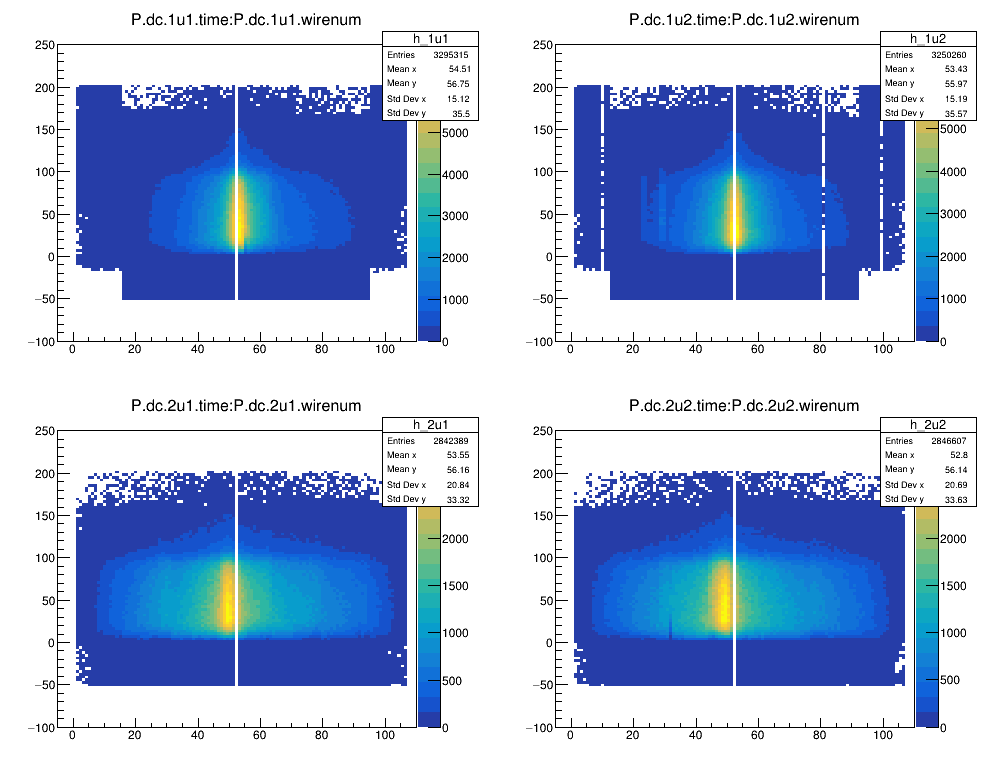 P.dc.1u1.time:P.dc.1u1.wirenum
h_1u1
Entries 3295315
Mean x 54.51
Mean y 56.75
Std Dev x 15.12
Std Dev y 35.5
250
200
150
100
50
0
−50
−100
0 20 40 60 80 100
5000
4000
3000
2000
1000
0
P.dc.1u2.time:P.dc.1u2.wirenum
h_1u2
Entries 3250260
Mean x 53.43
Mean y 55.97
Std Dev x 15.19
Std Dev y 35.57
250
200
150
100
50
0
−50
−100
0 20 40 60 80 100
5000
4000
3000
2000
1000
0
P.dc.2u1.time:P.dc.2u1.wirenum
h_2u1
Entries 2842389
Mean x 53.55
Mean y 56.16
Std Dev x 20.84
Std Dev y 33.32
250
200
150
100
50
0
−50
−100
0 20 40 60 80 100
2000
1500
1000
500
0
P.dc.2u2.time:P.dc.2u2.wirenum
h_2u2
Entries 2846607
Mean x 52.8
Mean y 56.14
Std Dev x 20.69
Std Dev y 33.63
250
200
150
100
50
0
−50
−100
0 20 40 60 80 100
2000
1500
1000
500
0